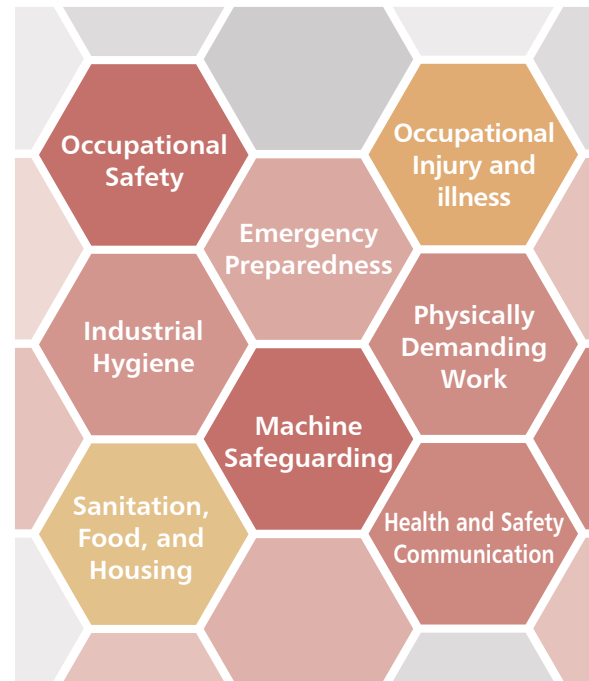 Occupational
Safety
Occupational
Injury and
illness
Emergency
Preparedness
Industrial
Hygiene
Physically
Demanding
Work
Machine
Safeguarding
Sanitation,
Food, and
Housing
Health and Safety
Communication